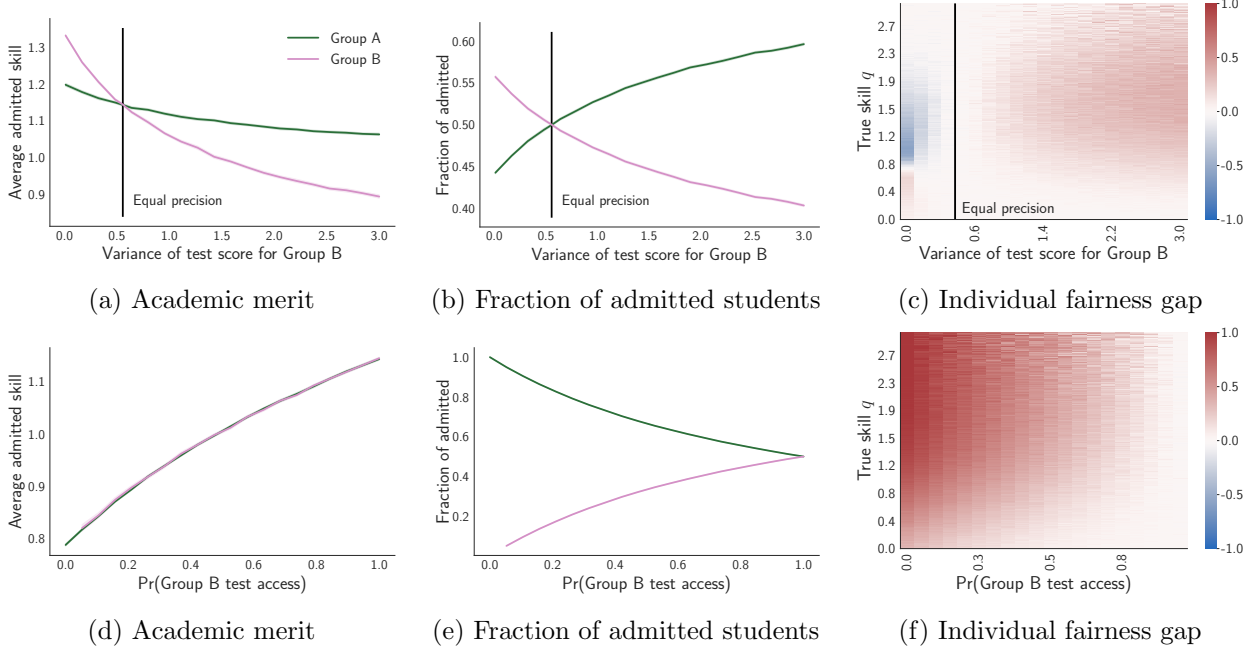 Average admitted skill
1.3
1.2
1.1
1.0
0.9
Group A
Group B
Equal precision
0.0 0.5 1.0 1.5 2.0 2.5 3.0
Variance of test score for Group B
(a) Academic merit
Fraction of admitted
0.60
0.55
0.50
0.45
0.40
Equal precision
0.0 0.5 1.0 1.5 2.0 2.5 3.0
Variance of test score for Group B
(b) Fraction of admitted students
True skill q
2.7
2.3
1.9
1.5
1.2
0.8
0.4
0.0
Equal precision
0.0 0.6 1.4 2.2 3.0
Variance of test score for Group B
1.0
0.5
0.0
-0.5
-1.0
(c) Individual fairness gap
Average admitted skill
1.1
1.0
0.9
0.8
0.0 0.2 0.4 0.6 0.8 1.0
Pr(Group B test access)
(d) Academic merit
Fraction of admitted
1.0
0.8
0.6
0.4
0.2
0.0 0.2 0.4 0.6 0.8 1.0
Pr(Group B test access)
(e) Fraction of admitted students
True skill q
2.7
2.3
1.9
1.5
1.2
0.8
0.4
0.0
0.0 0.3 0.5 0.8
Pr(Group B test access)
1.0
0.5
0.0
-0.5
-1.0
(f) Individual fairness gap